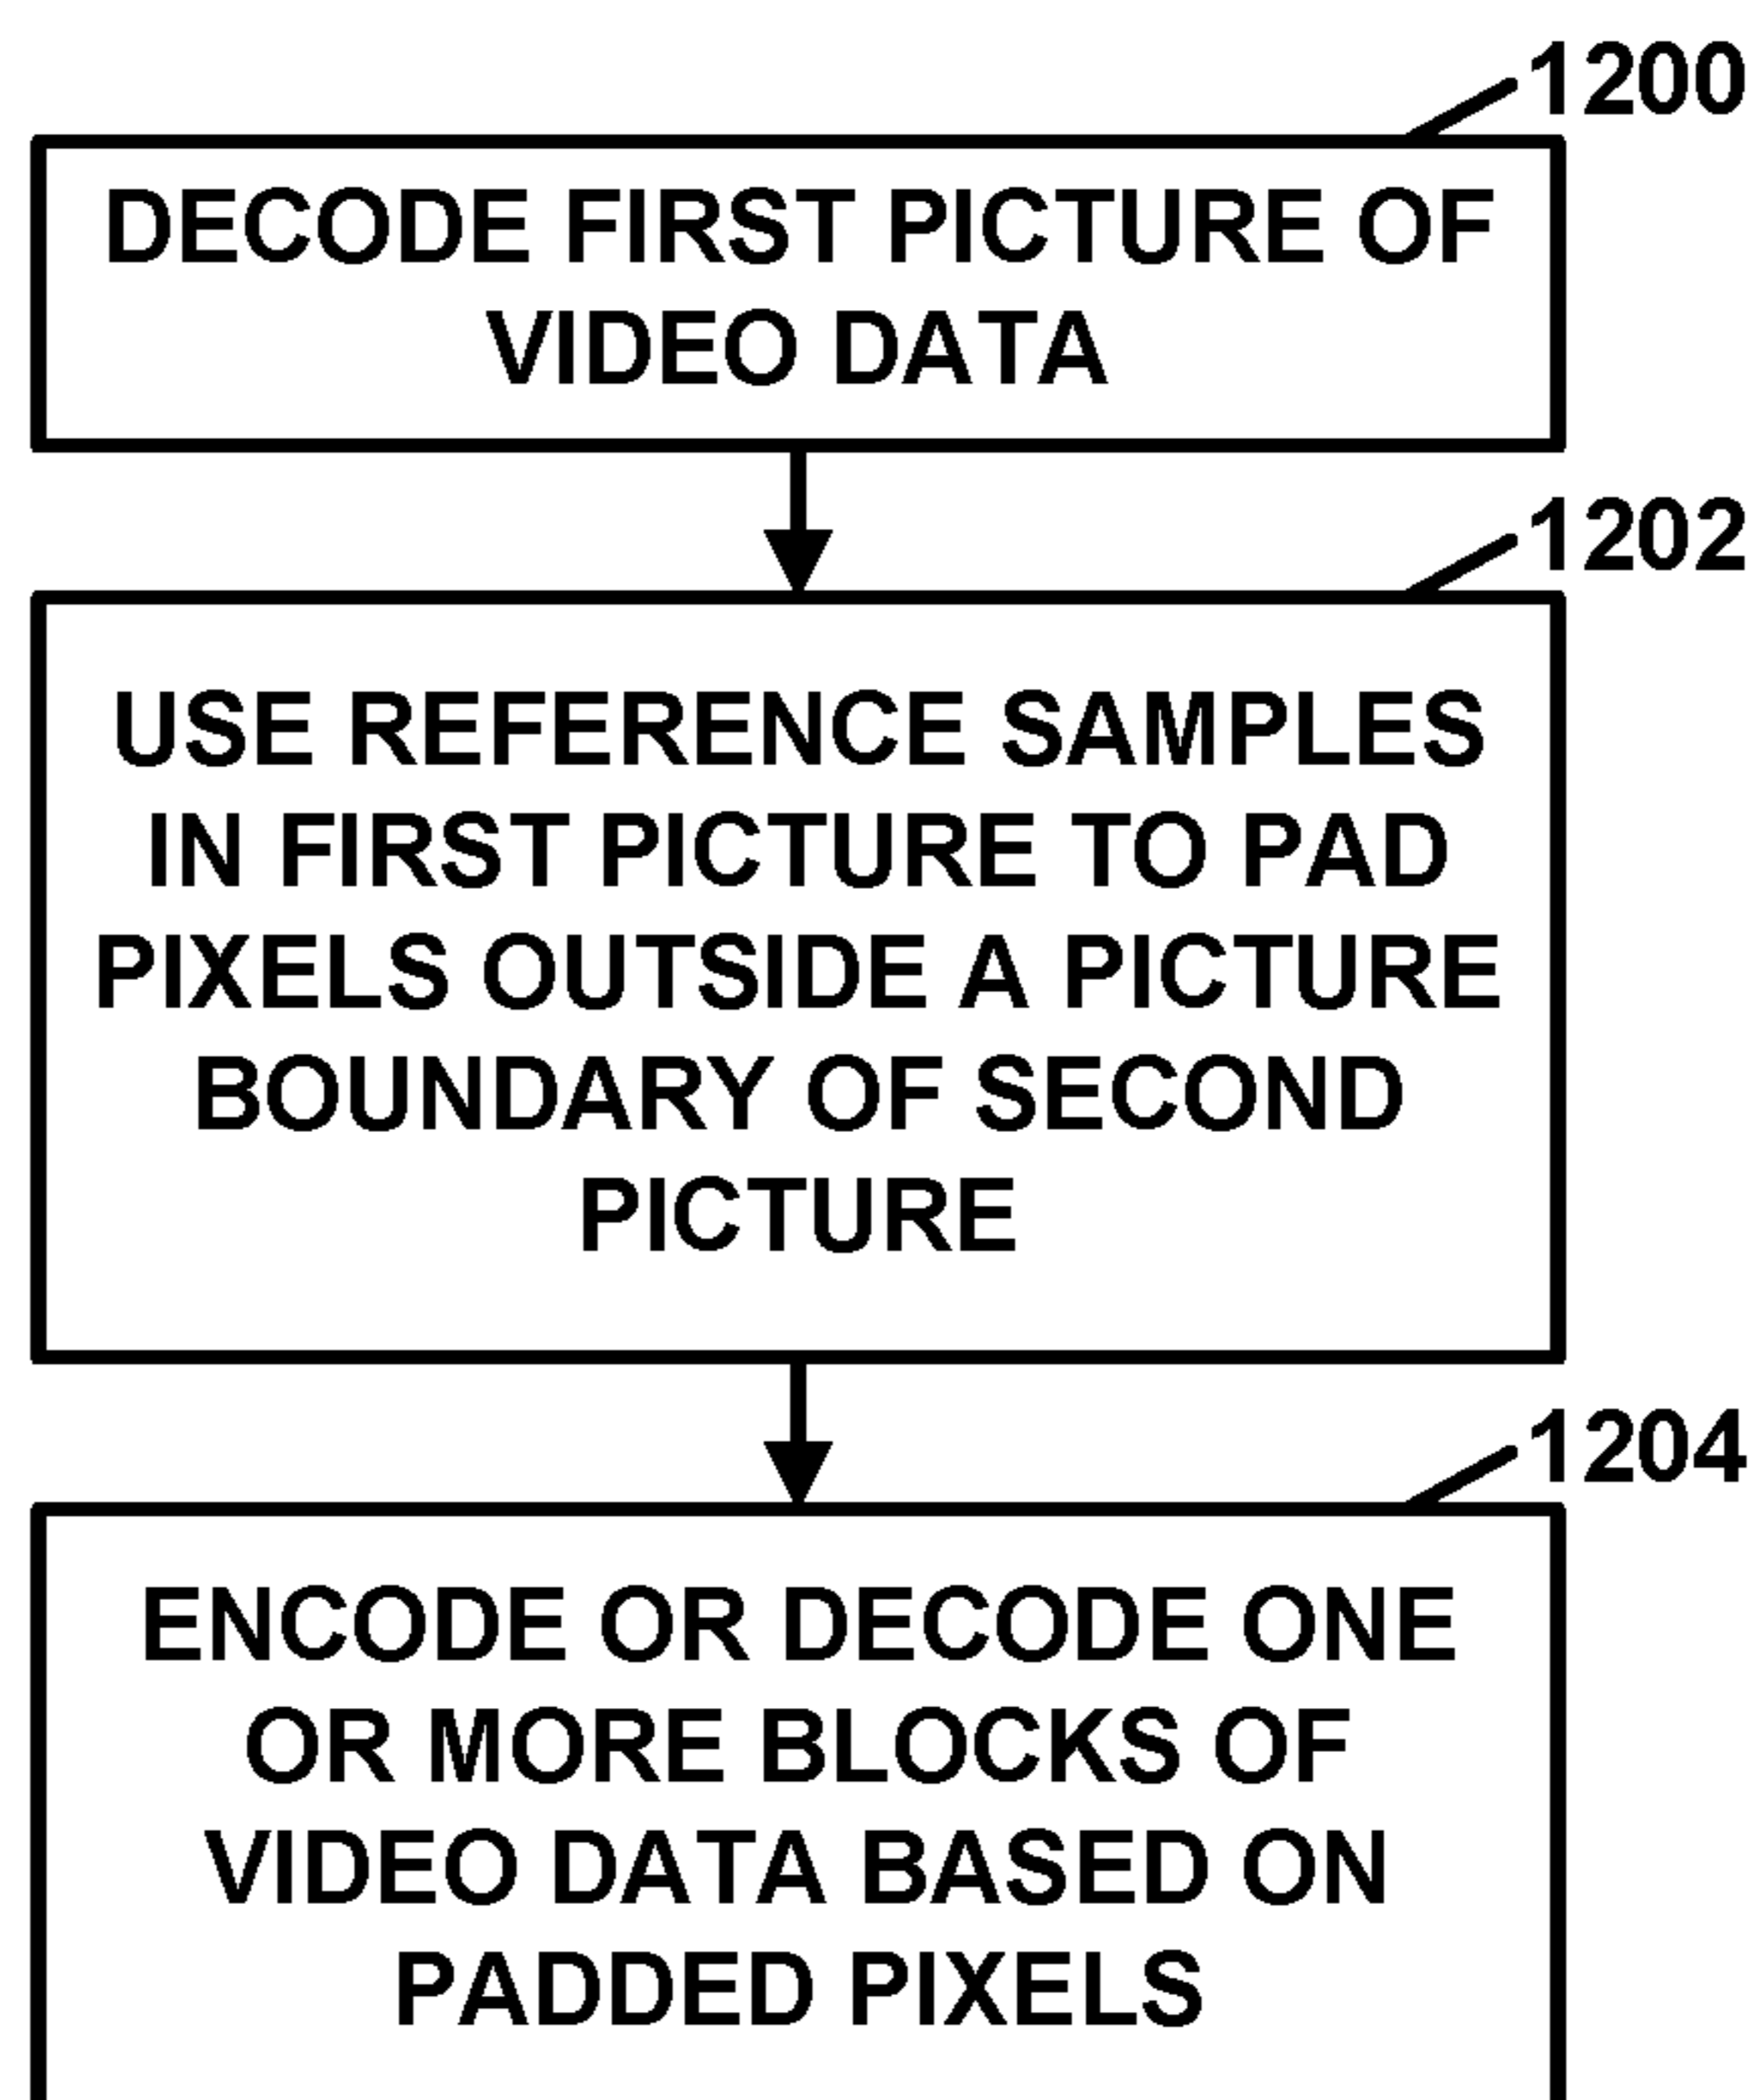 1200
DECODE FIRST PICTURE OF
VIDEO DATA
1202
USE REFERENCE SAMPLES
IN FIRST PICTURE TO PAD
PIXELS OUTSIDE A PICTURE
BOUNDARY OF SECOND
PICTURE
1204
ENCODE OR DECODE ONE
OR MORE BLOCKS OF
VIDEO DATA BASED ON
PADDED PIXELS